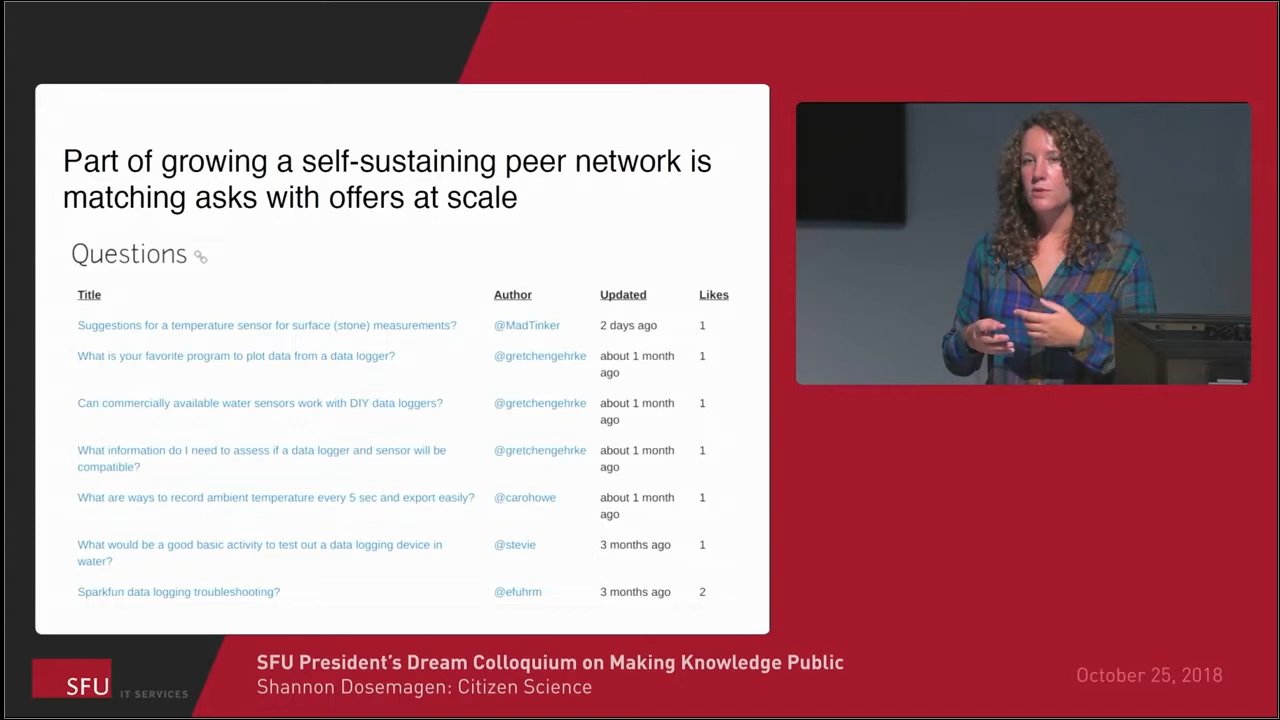 Part of growing a self-sustaining peer network is
matching asks with offers at scale
Questions
Title Author Updated Likes
Suggestions for a temperature sensor for surface (stone) measurements? @MadTinker 2 days ago 1
What is your favorite program to plot data from a data logger? @gretchengehrke about 1 month
ago
1
Can commercially available water sensors work with DIY data loggers? @gretchengehrke about 1 month
ago
1
What information do I need to assess if a data logger and sensor will be
compatible?
@gretchengehrke about 1 month
ago
1
What are ways to record ambient temperature every 5 sec and export easily? @carohowe about 1 month
ago
1
What would be a good basic activity to test out a data logging device in
water?
@stevie 3 months ago 1
Sparkfun data logging troubleshooting? @efuhrm 3 months ago 2
SFU IT SERVICES
SFU President's Dream Colloquium on Making Knowledge Public
Shannon Dosemagen: Citizen Science
October 25, 2018